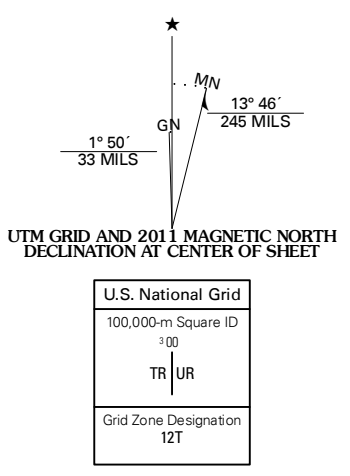 ★
MN
GN
13° 46´
245 MILS
1° 50´
33 MILS
UTM GRID AND 2011 MAGNETIC NORTH
DECLINATION AT CENTER OF SHEET
U.S. National Grid
100,000-m Square ID
³00
TR UR
Grid Zone Designation
12T